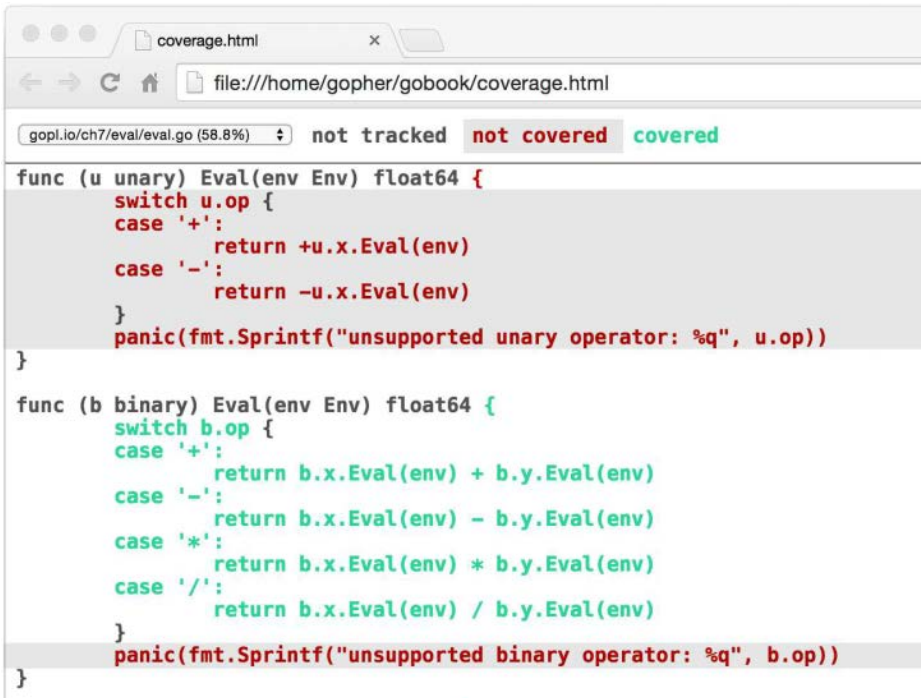 coverage.html ×
file:///home/gopher/gobook/coverage.html
gopl.io/ch7/eval/eval.go (58.8%) not tracked not covered covered
func (u unary) Eval(env Env) float64 {
        switch u.op {
        case '+':
                return +u.x.Eval(env)
        case '-':
                return -u.x.Eval(env)
        }
        panic(fmt.Sprintf("unsupported unary operator: %q", u.op))
}
func (b binary) Eval(env Env) float64 {
        switch b.op {
        case '+':
                return b.x.Eval(env) + b.y.Eval(env)
        case '-':
                return b.x.Eval(env) - b.y.Eval(env)
        case '*':
                return b.x.Eval(env) * b.y.Eval(env)
        case '/':
                return b.x.Eval(env) / b.y.Eval(env)
        }
        panic(fmt.Sprintf("unsupported binary operator: %q", b.op))
}